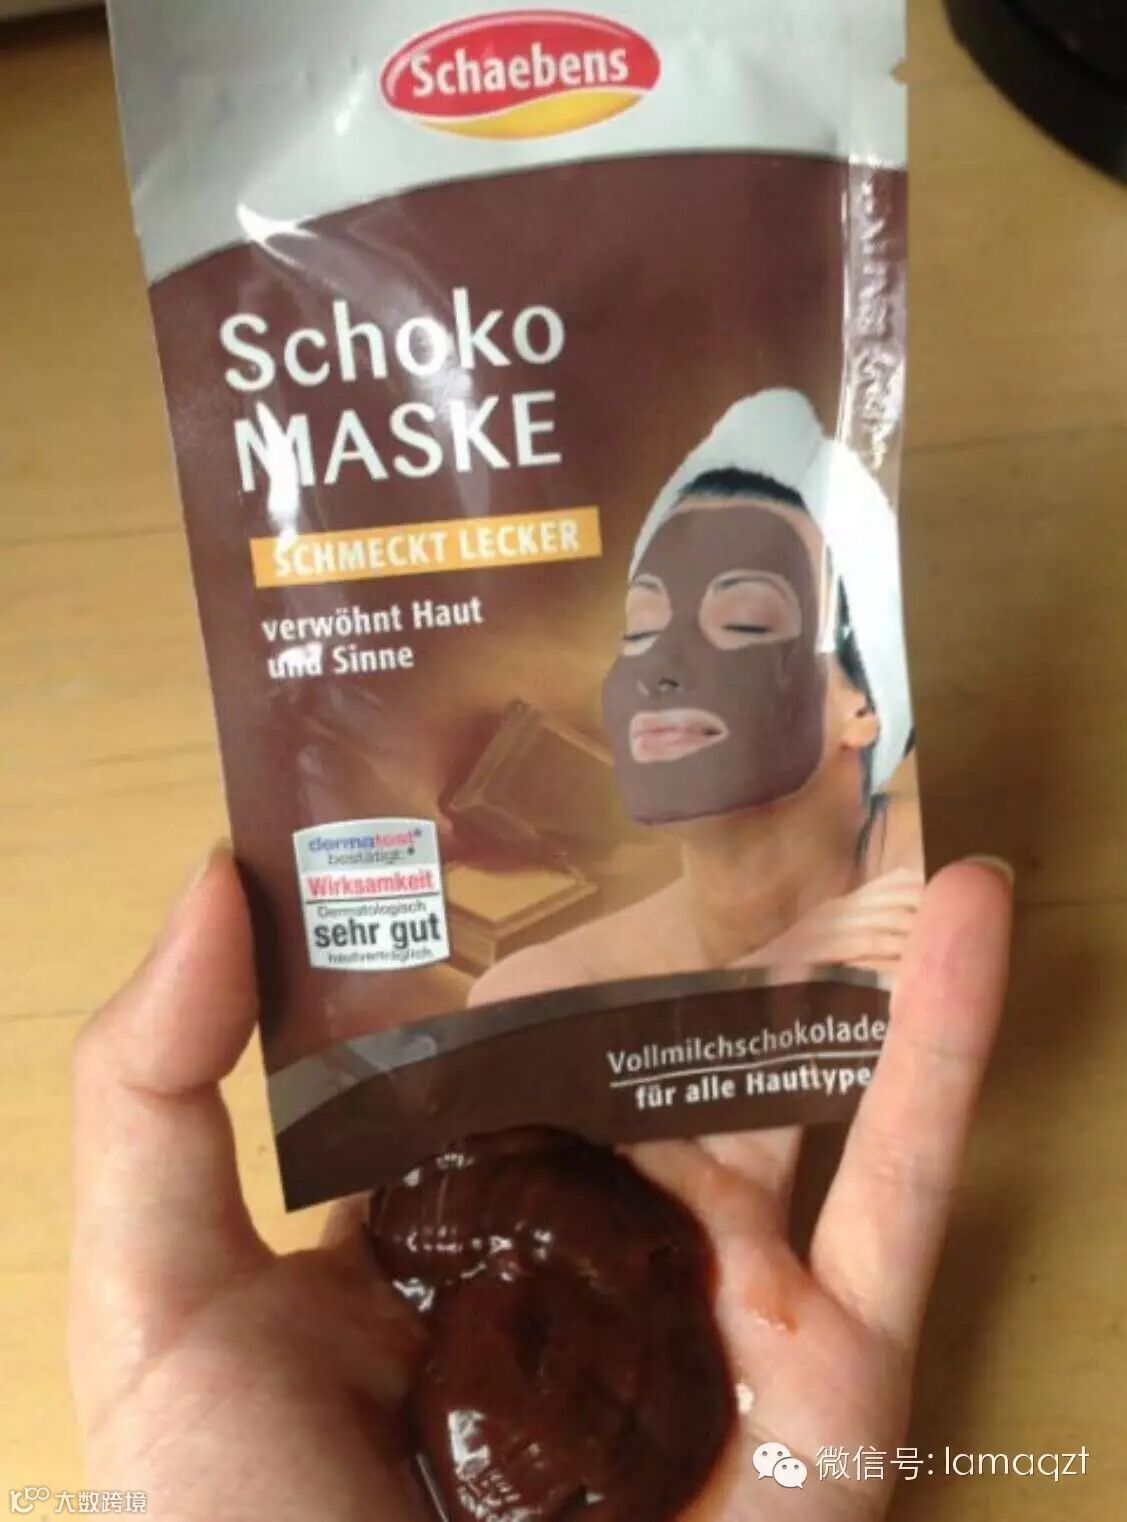 Schaebens
Schoko
MASKE
SCHMECKT LECKER
verwöhnt Haut
und Sinne
dermatest®
bestätigt:*
Wirksamkeit
Dermatologisch
sehr gut
hautverträglich
Vollmilchschokolade
für alle Hauttype
微信号: lamaqzt
大数跨境